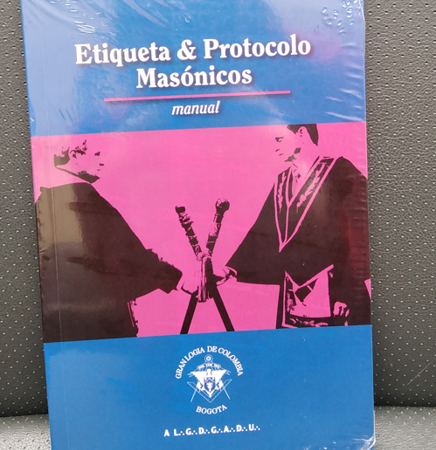 Etiqueta & Protocolo
Masónicos
manual
GRAN LOGIA DE COLOMBIA
BOGOTA
A L∴G∴D∴G∴A∴D∴U∴